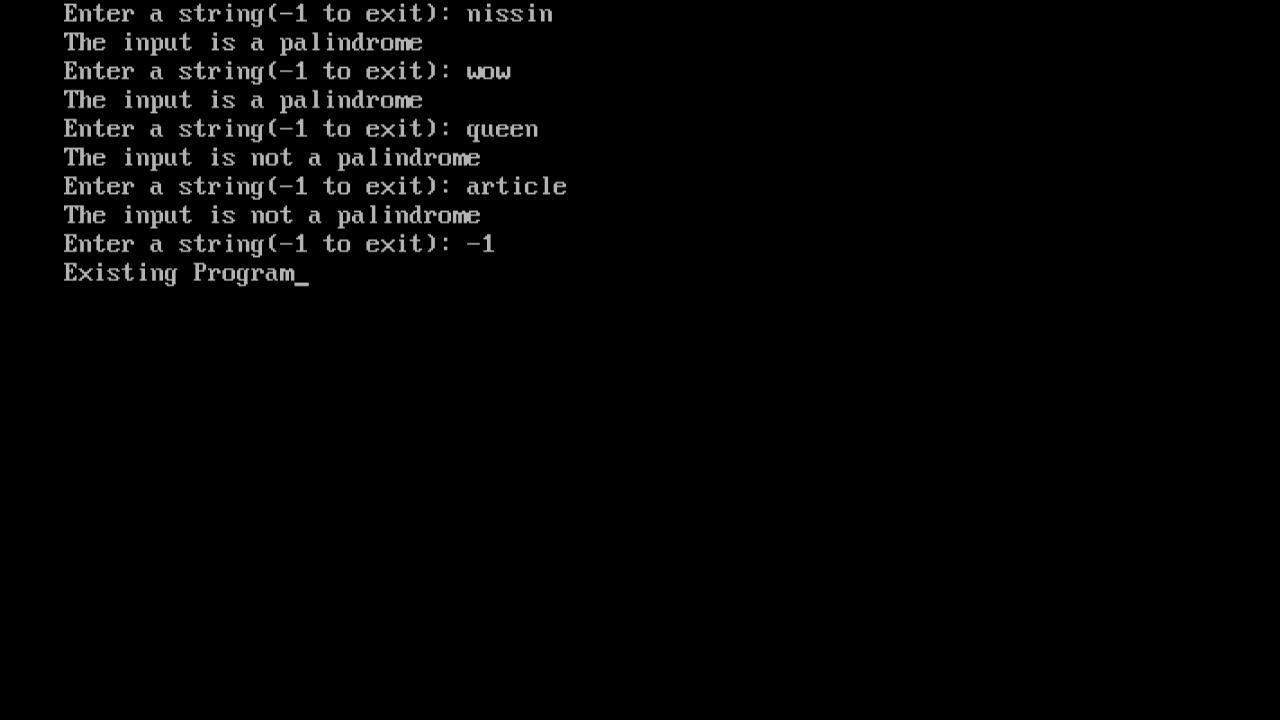 Enter a string(-1 to exit): nissin
The input is a palindrome
Enter a string(-1 to exit): wow
The input is a palindrome
Enter a string(-1 to exit): queen
The input is not a palindrome
Enter a string(-1 to exit): article
The input is not a palindrome
Enter a string(-1 to exit): -1
Existing Program_